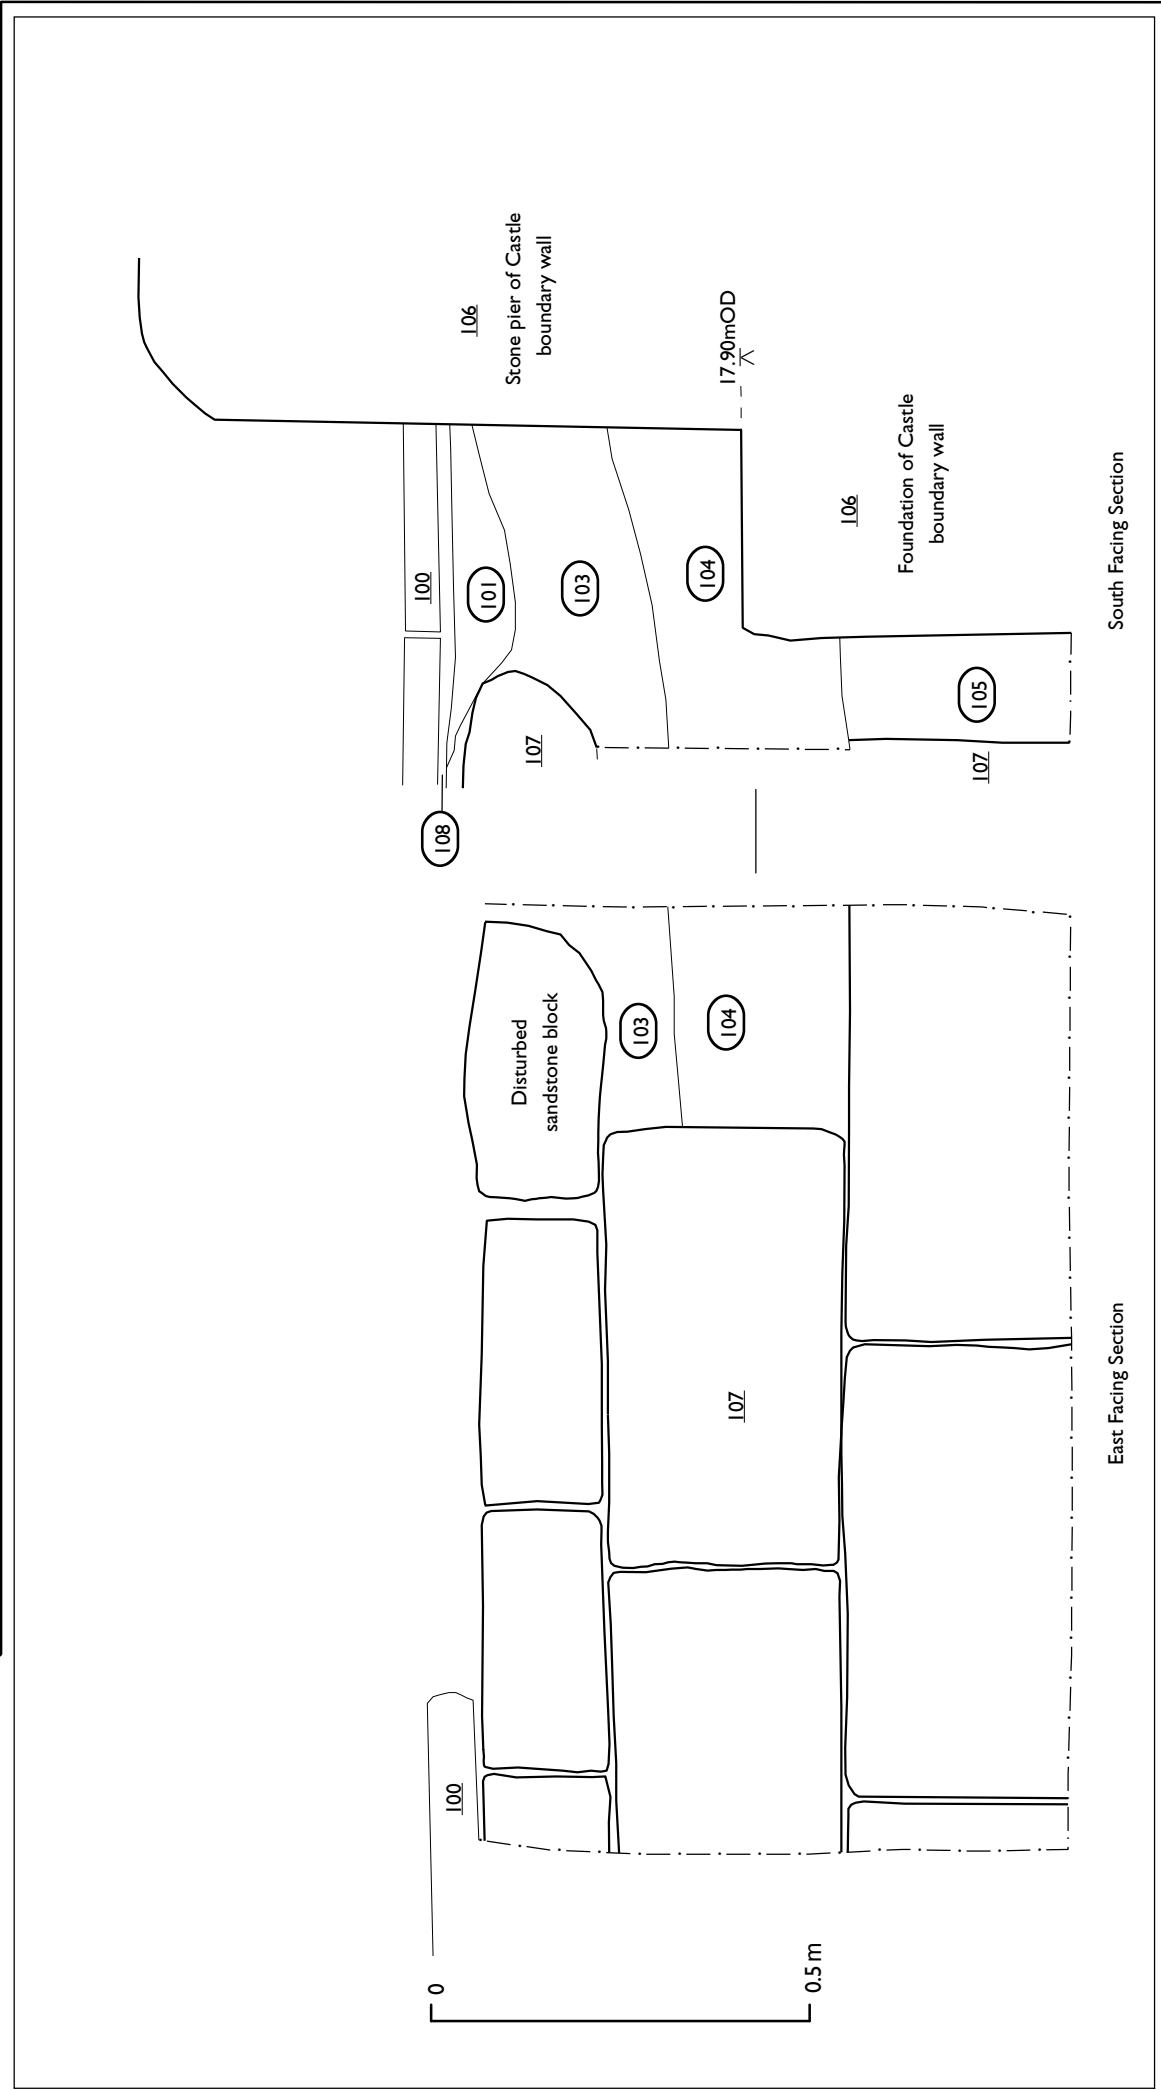 0
0.5 m
100
107
East Facing Section
Disturbed
sandstone block
103
104
108
107
107
105
100
101
103
104
106
Foundation of Castle
boundary wall
South Facing Section
17.90mOD
106
Stone pier of Castle
boundary wall